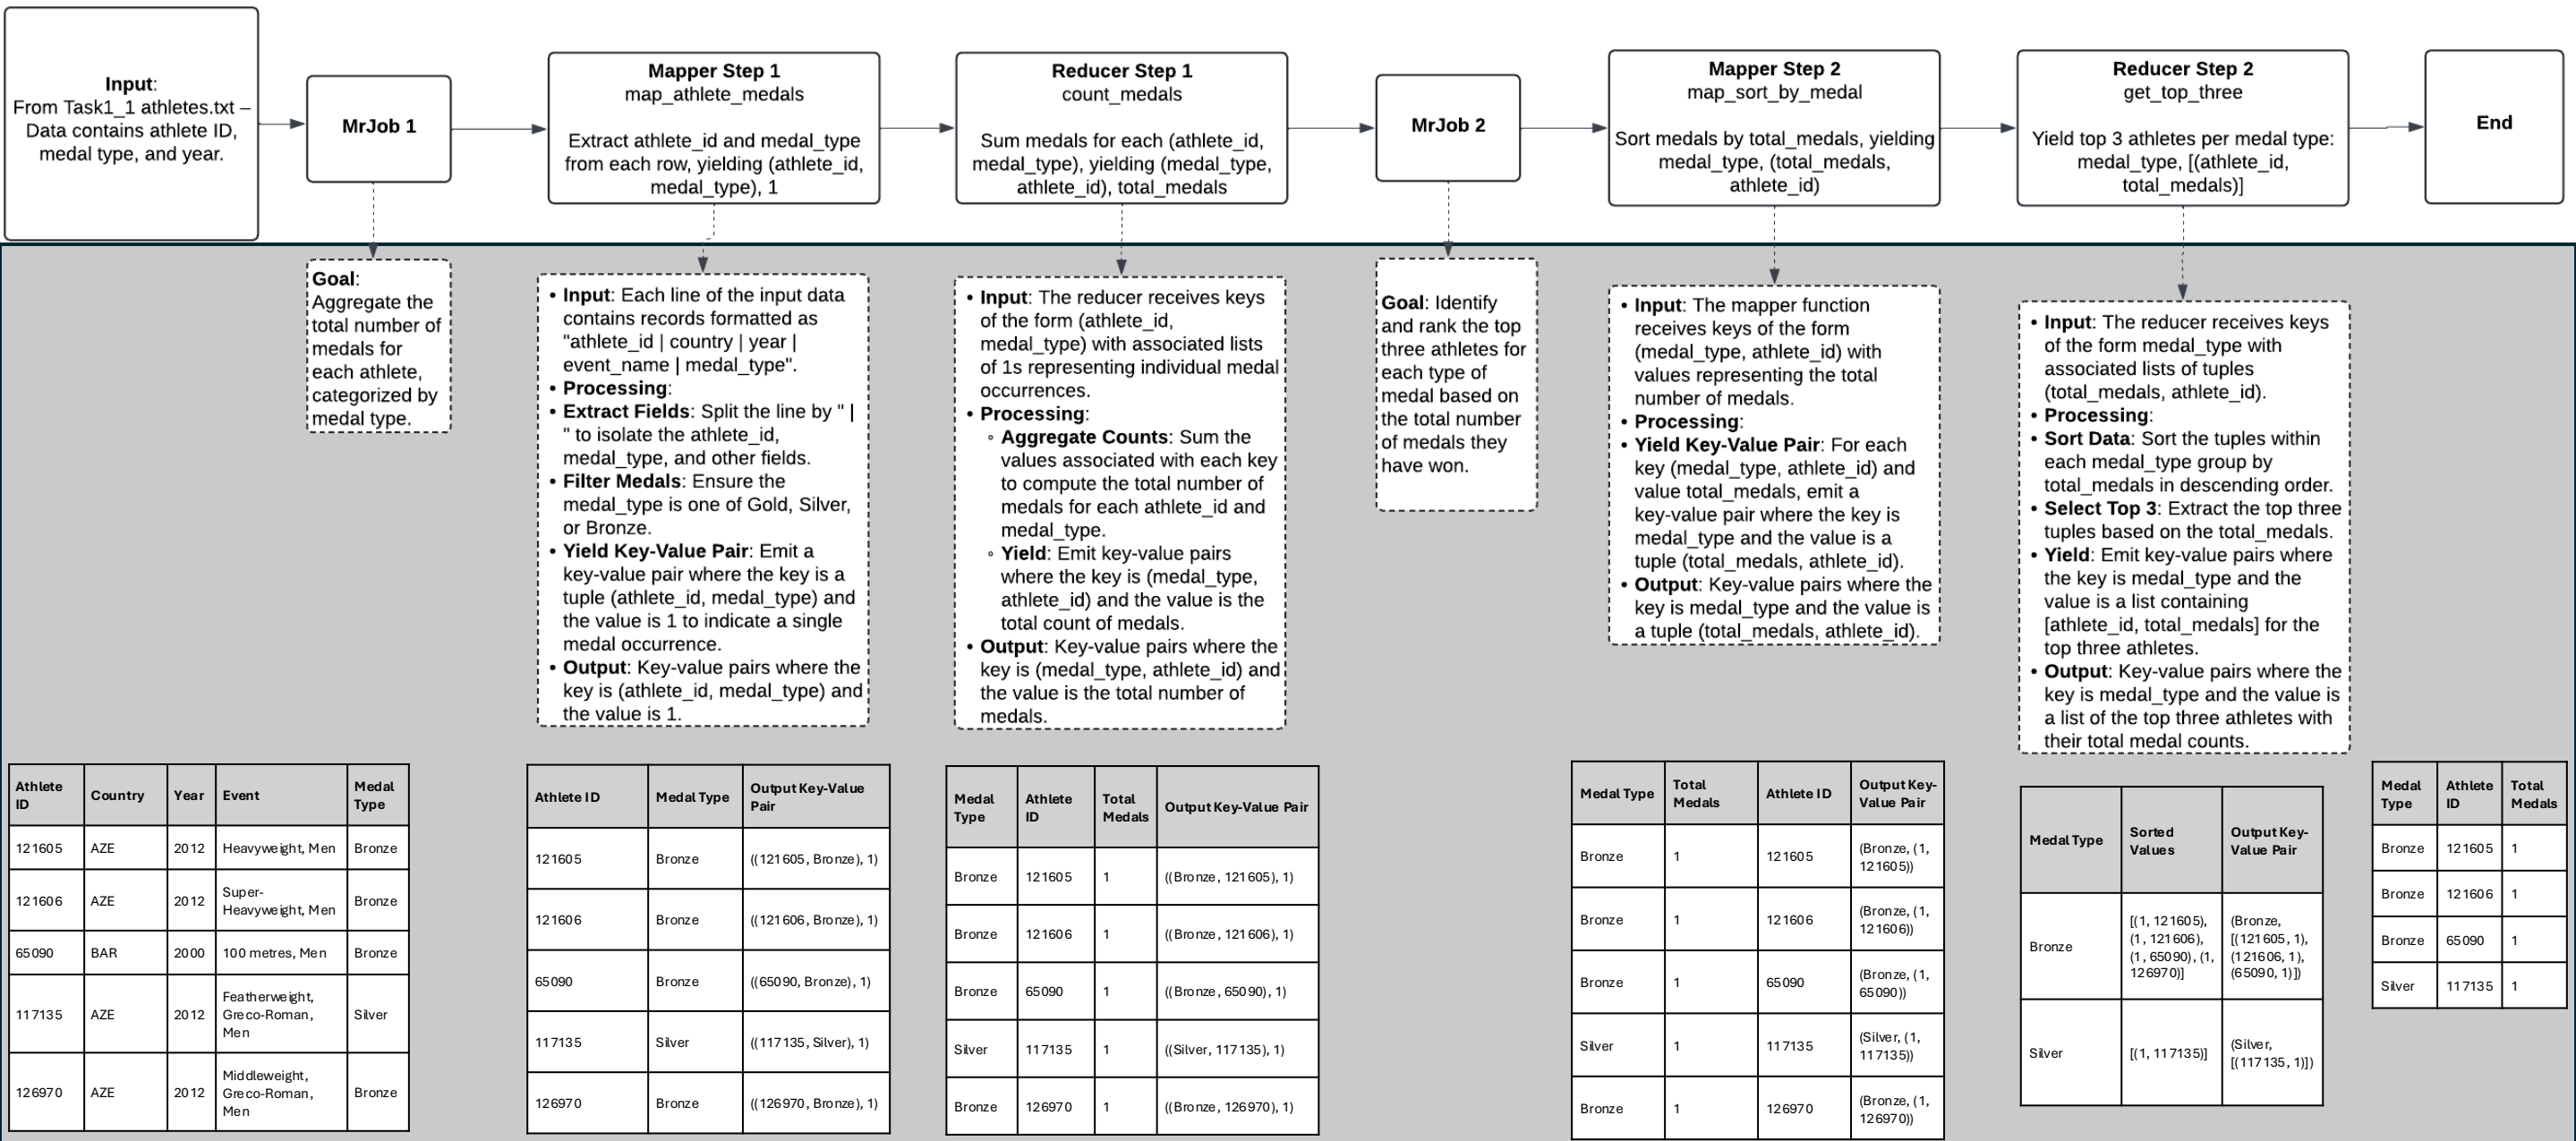 Input:
From Task1_1 athletes.txt –
Data contains athlete ID,
medal type, and year.
MrJob 1
Mapper Step 1
map_athlete_medals
Extract athlete_id and medal_type
from each row, yielding (athlete_id,
medal_type), 1
Reducer Step 1
count_medals
Sum medals for each (athlete_id,
medal_type), yielding (medal_type,
athlete_id), total_medals
MrJob 2
Mapper Step 2
map_sort_by_medal
Sort medals by total_medals, yielding
medal_type, (total_medals,
athlete_id)
Reducer Step 2
get_top_three
Yield top 3 athletes per medal type:
medal_type, [(athlete_id,
total_medals)]
End
Goal:
Aggregate the
total number of
medals for
each athlete,
categorized by
medal type.
• Input: Each line of the input data
contains records formatted as
"athlete_id | country | year |
event_name | medal_type".
• Processing:
• Extract Fields: Split the line by " |
" to isolate the athlete_id,
medal_type, and other fields.
• Filter Medals: Ensure the
medal_type is one of Gold, Silver,
or Bronze.
• Yield Key-Value Pair: Emit a
key-value pair where the key is a
tuple (athlete_id, medal_type) and
the value is 1 to indicate a single
medal occurrence.
• Output: Key-value pairs where the
key is (athlete_id, medal_type) and
the value is 1.
• Input: The reducer receives keys
of the form (athlete_id,
medal_type) with associated lists
of 1s representing individual medal
occurrences.
• Processing:
◦ Aggregate Counts: Sum the
values associated with each key
to compute the total number of
medals for each athlete_id and
medal_type.
◦ Yield: Emit key-value pairs
where the key is (medal_type,
athlete_id) and the value is the
total count of medals.
• Output: Key-value pairs where the
key is (medal_type, athlete_id) and
the value is the total number of
medals.
Goal: Identify
and rank the top
three athletes for
each type of
medal based on
the total number
of medals they
have won.
• Input: The mapper function
receives keys of the form
(medal_type, athlete_id) with
values representing the total
number of medals.
• Processing:
• Yield Key-Value Pair: For each
key (medal_type, athlete_id) and
value total_medals, emit a
key-value pair where the key is
medal_type and the value is a
tuple (total_medals, athlete_id).
• Output: Key-value pairs where the
key is medal_type and the value is
a tuple (total_medals, athlete_id).
• Input: The reducer receives keys
of the form medal_type with
associated lists of tuples
(total_medals, athlete_id).
• Processing:
• Sort Data: Sort the tuples within
each medal_type group by
total_medals in descending order.
• Select Top 3: Extract the top three
tuples based on the total_medals.
• Yield: Emit key-value pairs where
the key is medal_type and the
value is a list containing
[athlete_id, total_medals] for the
top three athletes.
• Output: Key-value pairs where the
key is medal_type and the value is
a list of the top three athletes with
their total medal counts.
Athlete ID Country Year Event Medal Type
121605 AZE 2012 Heavyweight, Men Bronze
121606 AZE 2012 Super-Heavyweight, Men Bronze
65090 BAR 2000 100 metres, Men Bronze
117135 AZE 2012 Featherweight, Greco-Roman, Men Silver
126970 AZE 2012 Middleweight, Greco-Roman, Men Bronze
Athlete ID Medal Type Output Key-Value Pair
121605 Bronze ((121605, Bronze), 1)
121606 Bronze ((121606, Bronze), 1)
65090 Bronze ((65090, Bronze), 1)
117135 Silver ((117135, Silver), 1)
126970 Bronze ((126970, Bronze), 1)
Medal Type Athlete ID Total Medals Output Key-Value Pair
Bronze 121605 1 ((Bronze, 121605), 1)
Bronze 121606 1 ((Bronze, 121606), 1)
Bronze 65090 1 ((Bronze, 65090), 1)
Silver 117135 1 ((Silver, 117135), 1)
Bronze 126970 1 ((Bronze, 126970), 1)
Medal Type Total Medals Athlete ID Output Key-Value Pair
Bronze 1 121605 (Bronze, (1, 121605))
Bronze 1 121606 (Bronze, (1, 121606))
Bronze 1 65090 (Bronze, (1, 65090))
Silver 1 117135 (Silver, (1, 117135))
Bronze 1 126970 (Bronze, (1, 126970))
Medal Type Sorted Values Output Key-Value Pair
Bronze [(1, 121605), (1, 121606), (1, 65090), (1, 126970)] (Bronze, [(121605, 1), (121606, 1), (65090, 1)])
Silver [(1, 117135)] (Silver, [(117135, 1)])
Medal Type Athlete ID Total Medals
Bronze 121605 1
Bronze 121606 1
Bronze 65090 1
Silver 117135 1